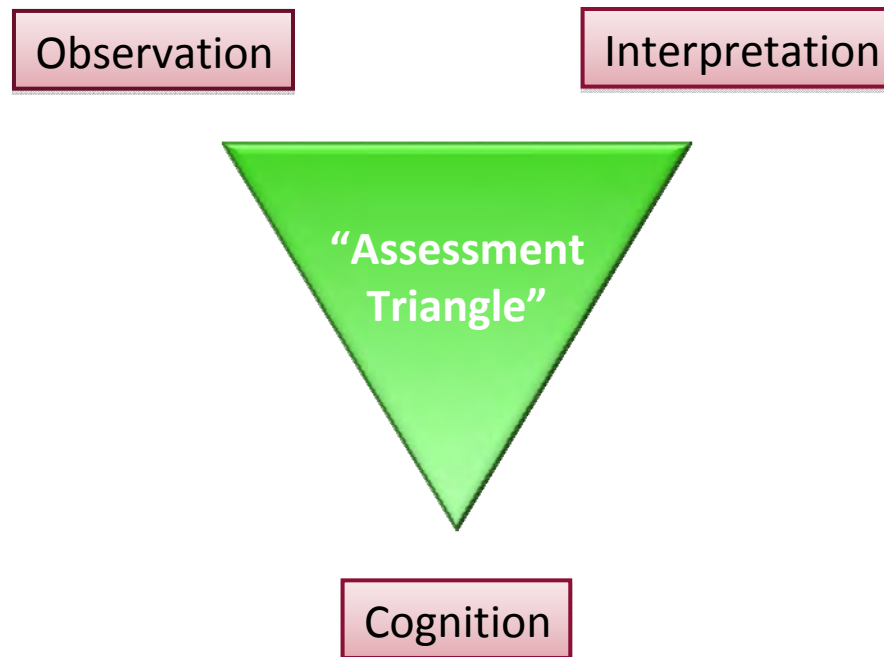 Observation
Interpretation
“Assessment
Triangle”
Cognition